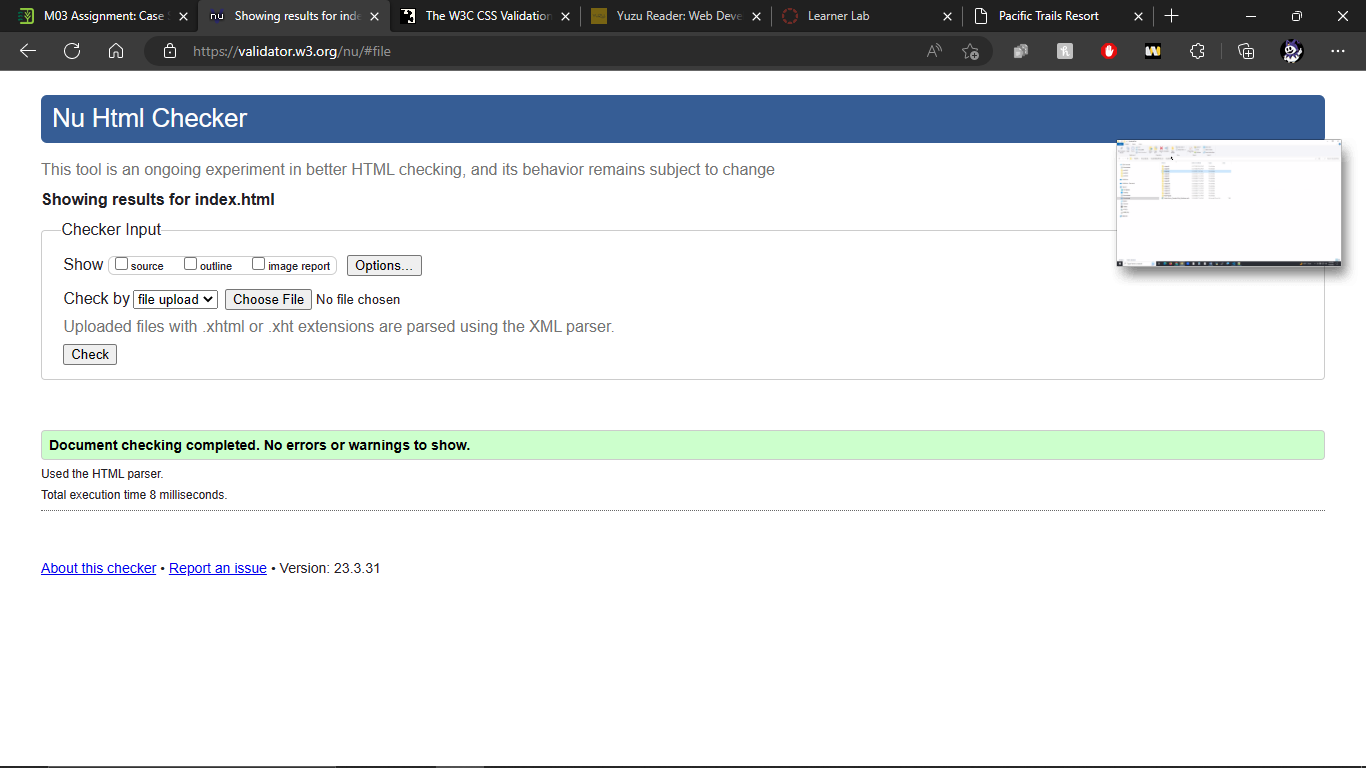 M03 Assignment: Case
Showing results for inde
The W3C CSS Validation
Yuzu Reader: Web Deve
Learner Lab
Pacific Trails Resort
https://validator.w3.org/nu/#file
Nu Html Checker
This tool is an ongoing experiment in better HTML checking, and its behavior remains subject to change
Showing results for index.html
Checker Input
Show source outline image report Options...
Check by file upload Choose File No file chosen
Uploaded files with .xhtml or .xht extensions are parsed using the XML parser.
Check
Document checking completed. No errors or warnings to show.
Used the HTML parser.
Total execution time 8 milliseconds.
About this checker • Report an issue • Version: 23.3.31